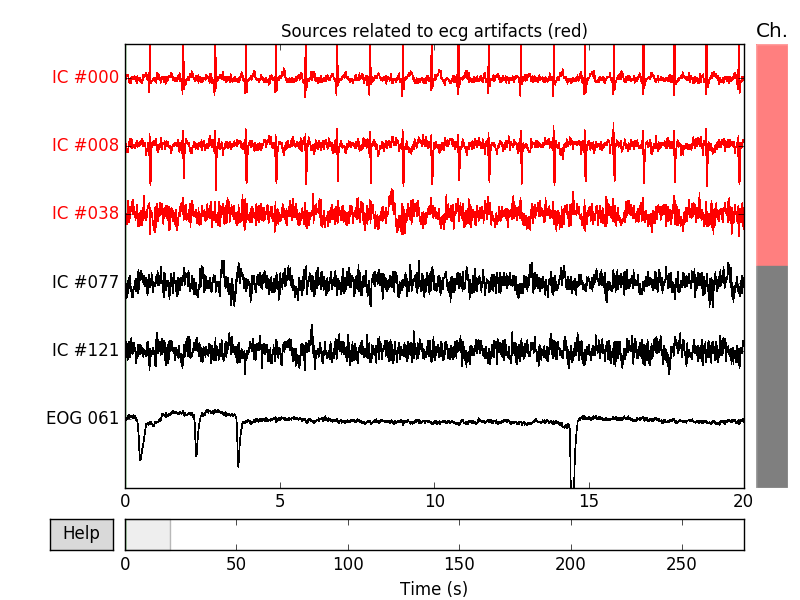 Sources related to ecg artifacts (red)
Ch.
IC #000
IC #008
IC #038
IC #077
IC #121
EOG 061
0 5 10 15 20
Help
0 50 100 150 200 250
Time (s)